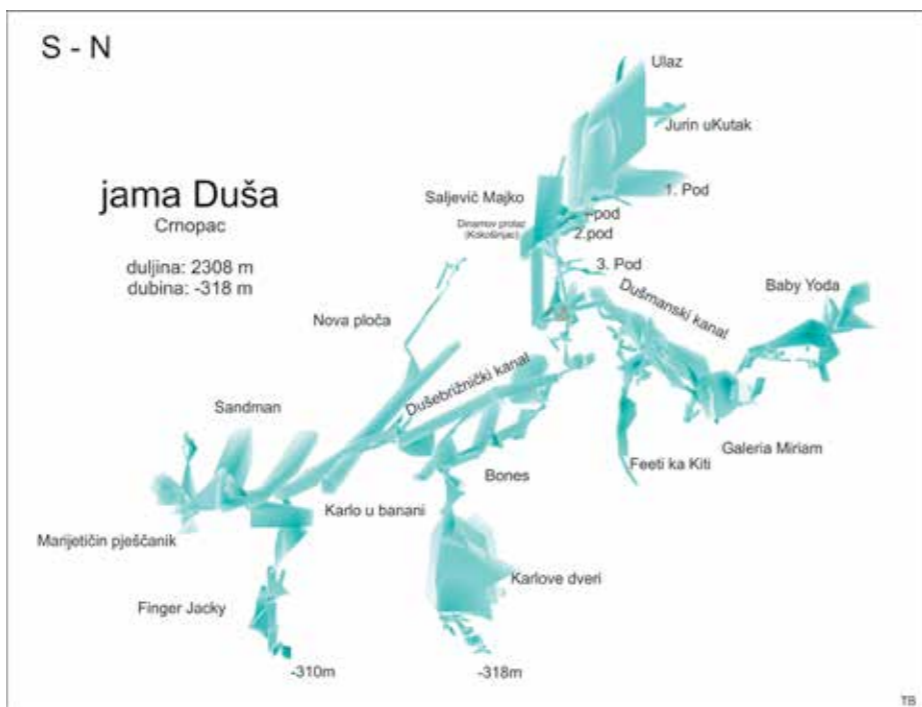 S - N
Ulaz
Jurin uKutak
jama Duša
Crnopac
duljina: 2308 m
dubina: -318 m
Saljevič Majko
1. Pod
Dinamov prolaz
(Kokošinjac)
2.pod
3. Pod
Dušmanski kanal
Baby Yoda
Nova ploča
Dušebrižnički kanal
Sandman
Galeria Miriam
Feeti ka Kiti
Bones
Karlo u banani
Marijetičin pješčanik
Karlove dveri
Finger Jacky
-310m
-318m
TB